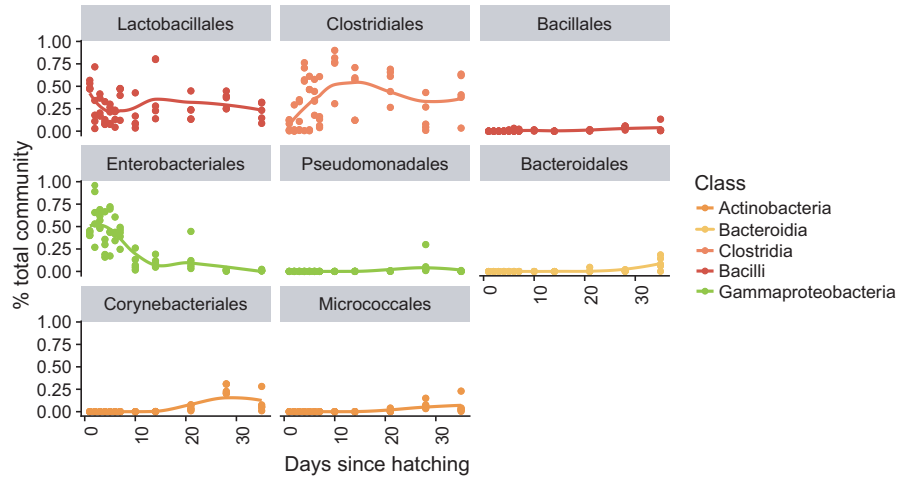 Lactobacillales Clostridiales Bacillales
1.00
0.75
0.50
0.25
0.00
Enterobacteriales Pseudomonadales Bacteroidales
1.00
0.75
0.50
0.25
0.00
0 10 20 30
Corynebacteriales Micrococcales
1.00
0.75
0.50
0.25
0.00
0 10 20 30 0 10 20 30
% total community
Days since hatching
Class
Actinobacteria
Bacteroidia
Clostridia
Bacilli
Gammaproteobacteria